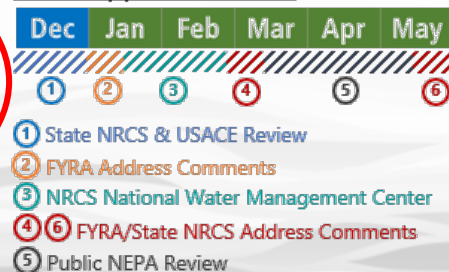 Dec Jan Feb Mar Apr May
1 2 3 4 5 6
1 State NRCS & USACE Review
2 FYRA Address Comments
3 NRCS National Water Management Center
4 6 FYRA/State NRCS Address Comments
5 Public NEPA Review